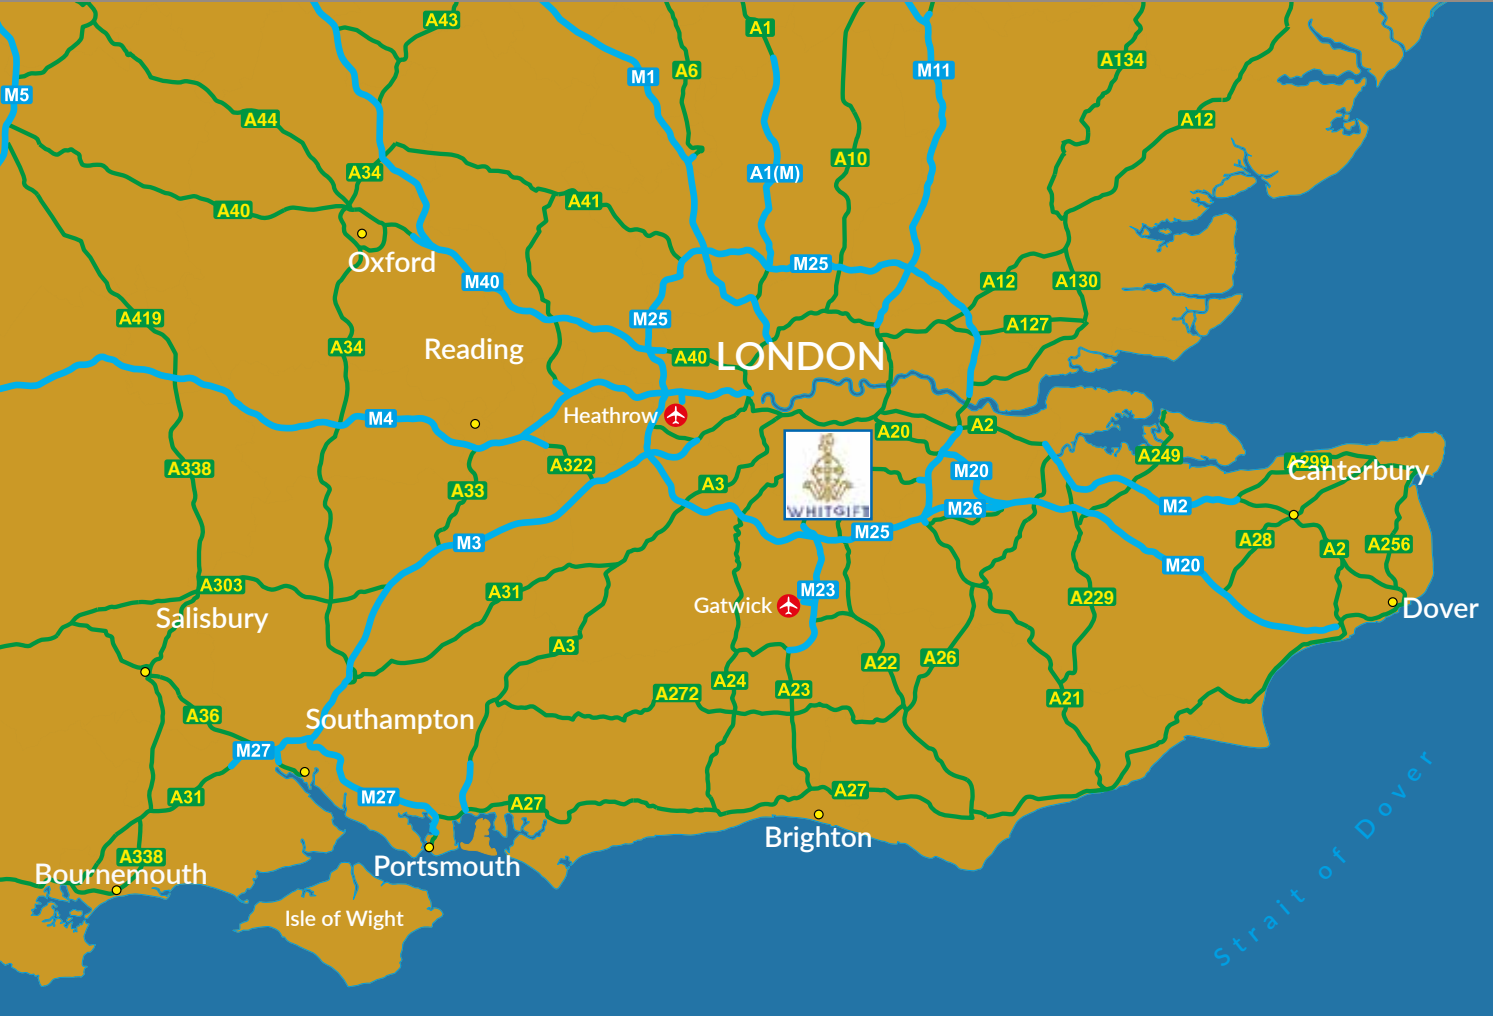 A43
A1
M1
A6
M11
A134
M5
A44
A12
A10
A34
A1(M)
A41
A40
Oxford
M25
M40
A12
A130
A419
M25
A127
A34
Reading
A40
LONDON
M4
Heathrow
A20
A2
A338
A322
A3
M20
A249
A299
Canterbury
A33
WHITGIFT
M26
M2
M3
M25
A28
A2
A256
M20
A303
A31
M23
Gatwick
A229
Dover
Salisbury
A3
A22
A26
A24
A23
A272
A21
A36
Southampton
M27
M27
A31
A27
A27
Brighton
A338
Bournemouth
Portsmouth
Isle of Wight
Strait of Dover